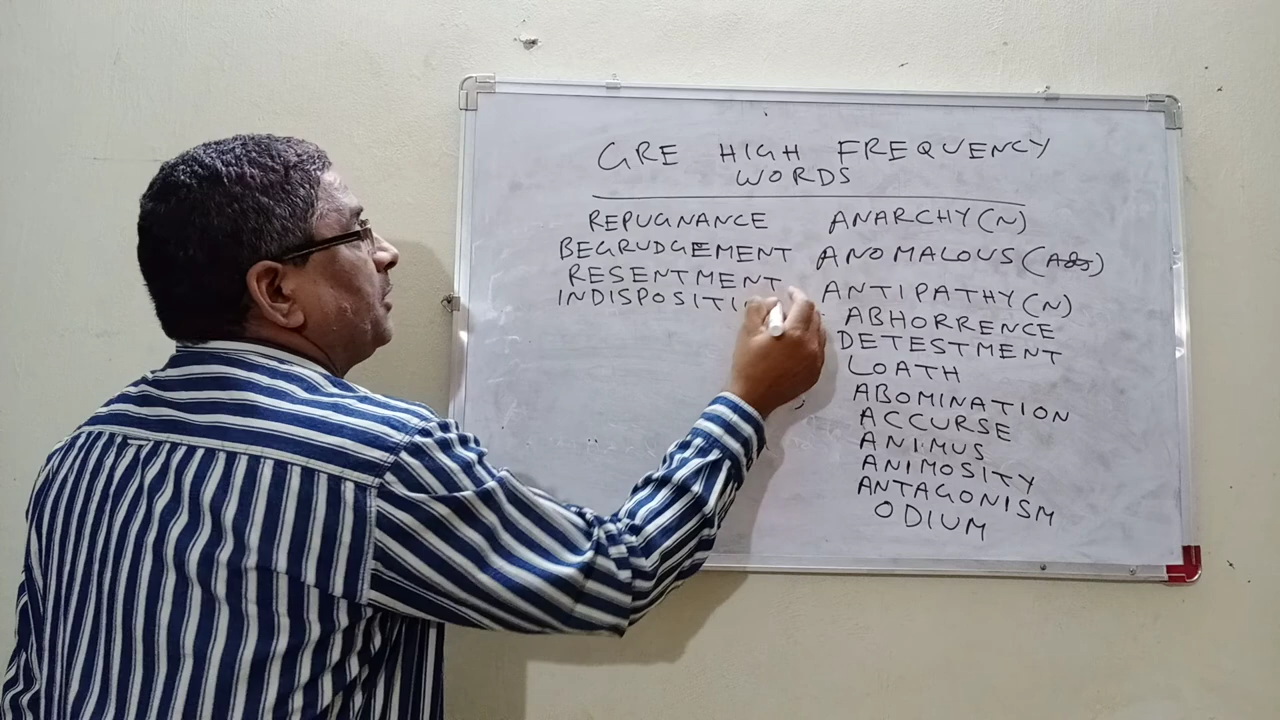 GRE HIGH FREQUENCY
WORDS
REPUGNANCE
BEGRUDGEMENT
RESENTMENT
INDISPOSITI
ANARCHY(N)
ANOMALOUS(Adj)
ANTIPATHY(N)
ABHORRENCE
DETESTMENT
LOATH
ABOMINATION
ACCURSE
ANIMUS
ANIMOSITY
ANTAGONISM
ODIUM